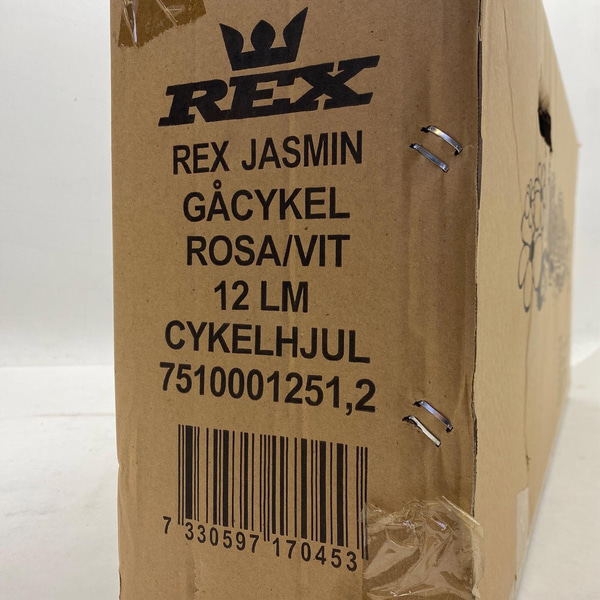 REX
REX JASMIN
GÅCYKEL
ROSA/VIT
12 LM
CYKELHJUL
7510001251,2
7 330597 170453